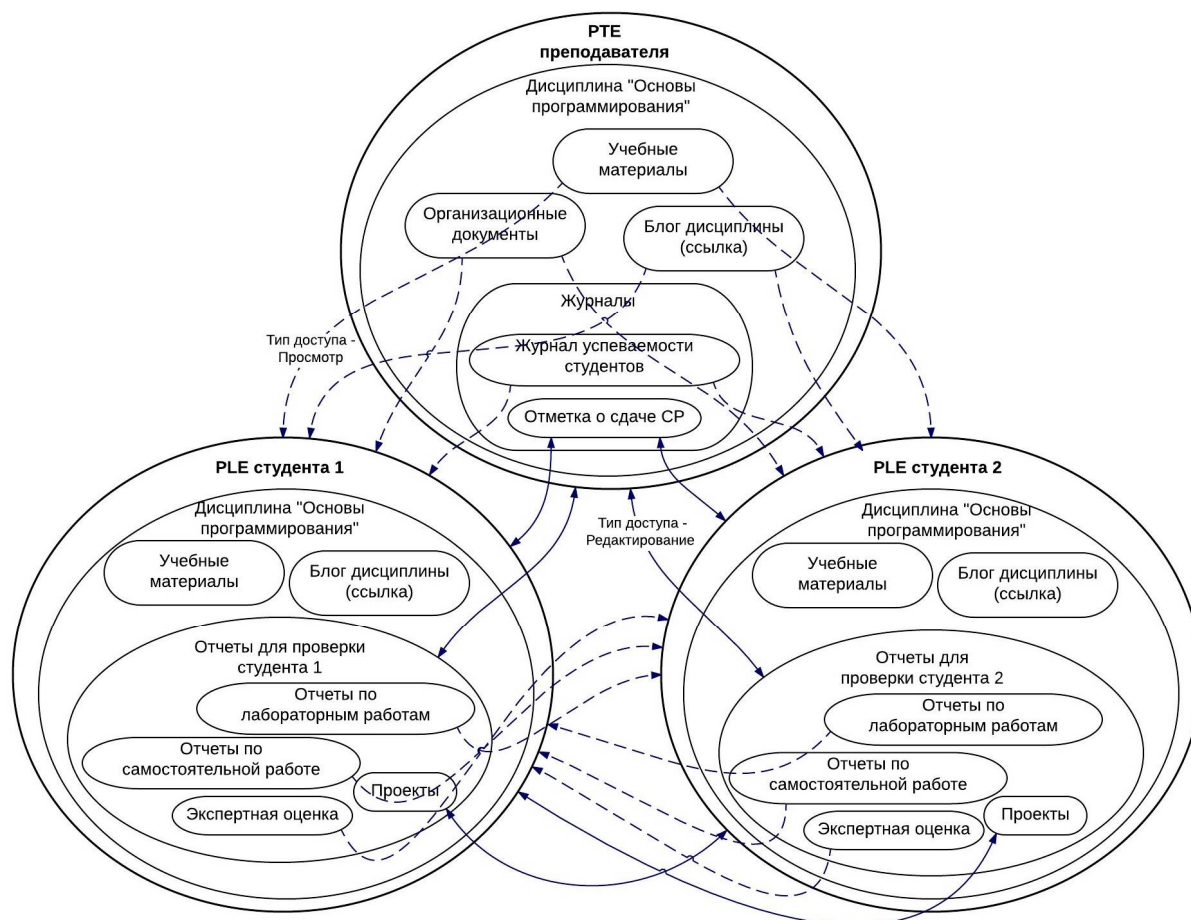 PTE
преподавателя
Дисциплина "Основы
программирования"
Учебные
материалы
Организационные
документы
Блог дисциплины
(ссылка)
Журналы
Журнал успеваемости
студентов
Отметка о сдаче СР
Тип доступа -
Просмотр
Тип доступа -
Редактирование
PLE студента 1
Дисциплина "Основы
программирования"
Учебные
материалы
Блог дисциплины
(ссылка)
Отчеты для проверки
студента 1
Отчеты по
лабораторным работам
Отчеты по
самостоятельной работе
Проекты
Экспертная оценка
PLE студента 2
Дисциплина "Основы
программирования"
Учебные
материалы
Блог дисциплины
(ссылка)
Отчеты для
проверки студента 2
Отчеты по
лабораторным работам
Отчеты по
самостоятельной работе
Проекты
Экспертная оценка